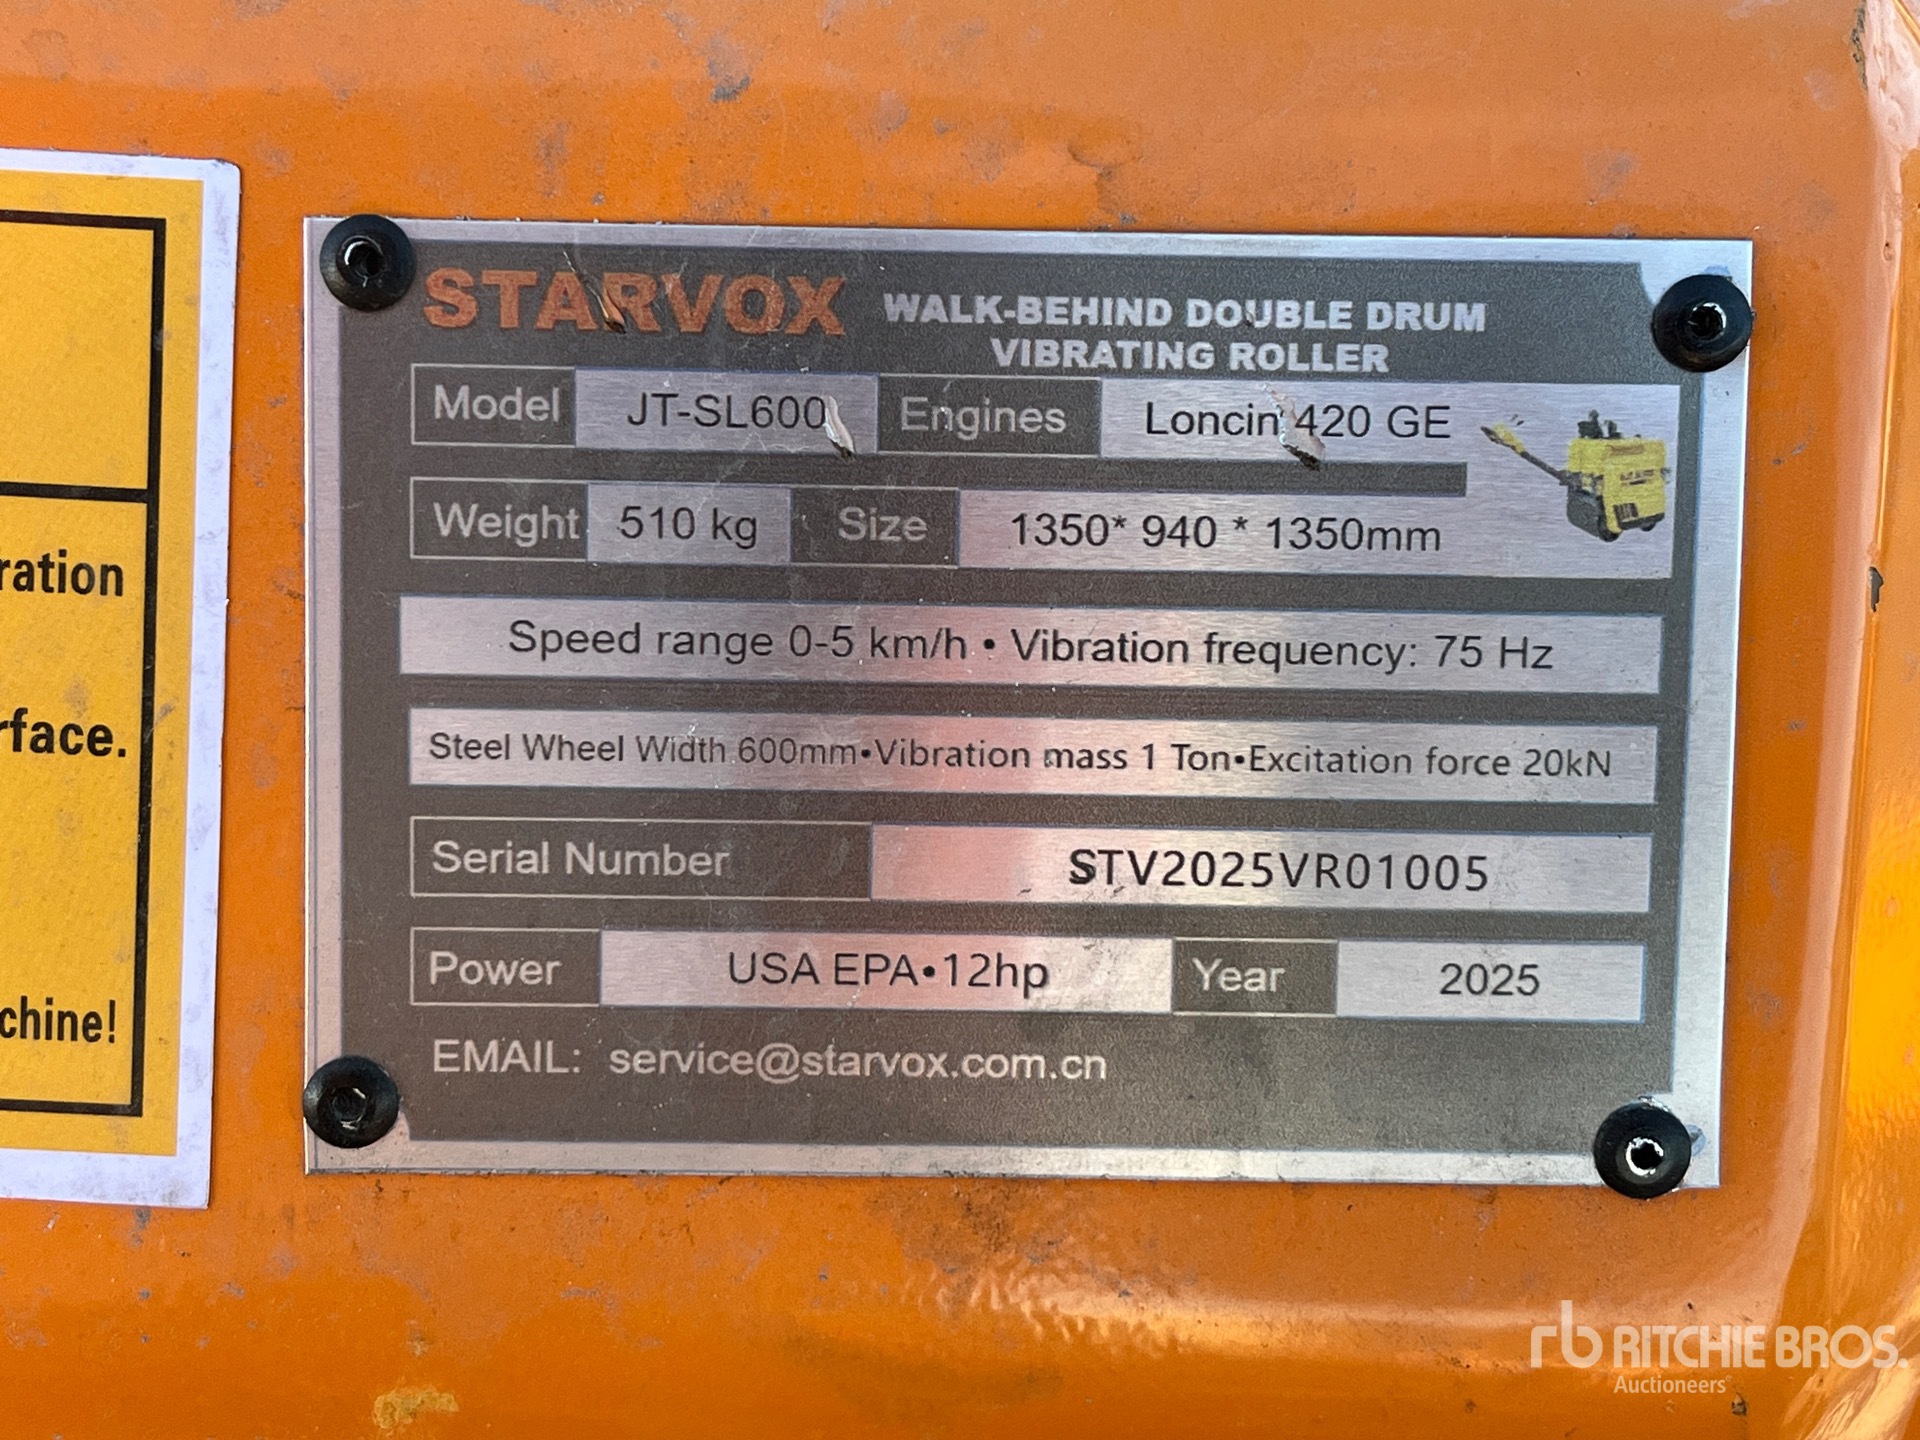 ration
rface.
chine!
STARVOX WALK-BEHIND DOUBLE DRUM
VIBRATING ROLLER
Model JT-SL600 Engines Loncin 420 GE
Weight 510 kg Size 1350* 940 * 1350mm
Speed range 0-5 km/h • Vibration frequency: 75 Hz
Steel Wheel Width 600mm•Vibration mass 1 Ton•Excitation force 20kN
Serial Number STV2025VR01005
Power USA EPA•12hp Year 2025
EMAIL: service@starvox.com.cn
rb RITCHIE BROS.
Auctioneers